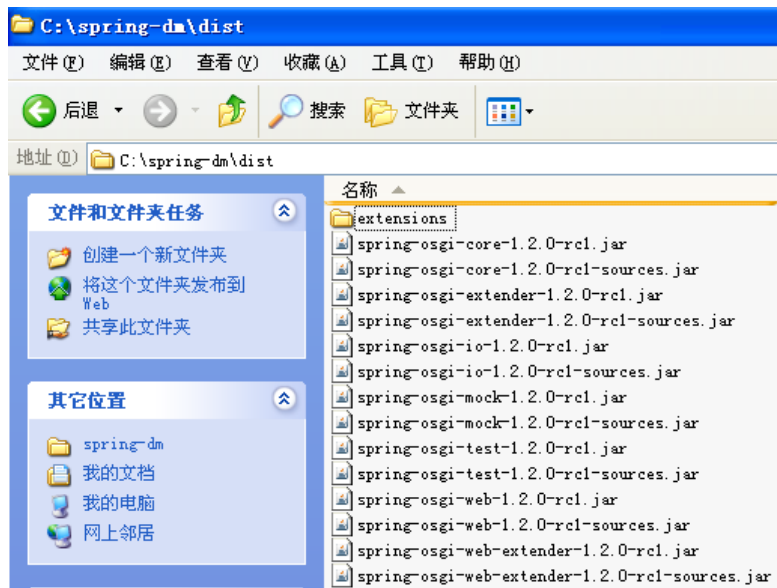 C:\spring-dm\dist
文件(F) 编辑(E) 查看(V) 收藏(A) 工具(T) 帮助(H)
后退 搜索 文件夹
地址(D) C:\spring-dm\dist
文件和文件夹任务
创建一个新文件夹
将这个文件夹发布到
Web
共享此文件夹
其它位置
spring-dm
我的文档
我的电脑
网上邻居
名称
extensions
spring-osgi-core-1.2.0-rc1.jar
spring-osgi-core-1.2.0-rc1-sources.jar
spring-osgi-extender-1.2.0-rc1.jar
spring-osgi-extender-1.2.0-rc1-sources.jar
spring-osgi-io-1.2.0-rc1.jar
spring-osgi-io-1.2.0-rc1-sources.jar
spring-osgi-mock-1.2.0-rc1.jar
spring-osgi-mock-1.2.0-rc1-sources.jar
spring-osgi-test-1.2.0-rc1.jar
spring-osgi-test-1.2.0-rc1-sources.jar
spring-osgi-web-1.2.0-rc1.jar
spring-osgi-web-1.2.0-rc1-sources.jar
spring-osgi-web-extender-1.2.0-rc1.jar
spring-osgi-web-extender-1.2.0-rc1-sources.jar